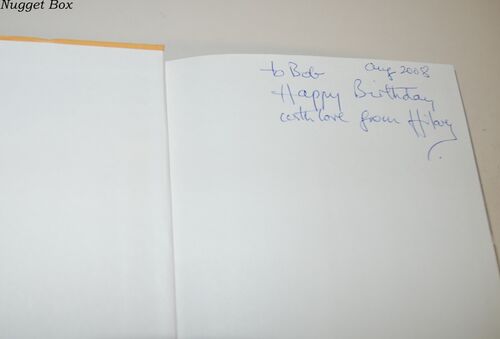 Nugget Box
to Bob Aug 2008
Happy Birthday
with love from Hilary